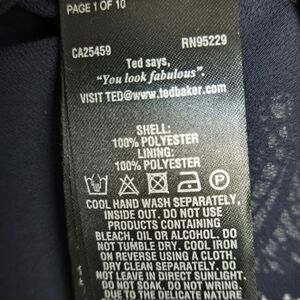 PAGE 1 OF 10
CA25459 RN95229
Ted says,
"You look fabulous".
VISIT TED@www.tedbaker.com
SHELL:
100% POLYESTER
LINING:
100% POLYESTER
COOL HAND WASH SEPARATELY,
INSIDE OUT. DO NOT USE
PRODUCTS CONTAINING
BLEACH, OIL OR ALCOHOL. DO
NOT TUMBLE DRY. COOL IRON
ON REVERSE USING A CLOTH.
DRY CLEAN SEPARATELY. DO
NOT LEAVE IN DIRECT SUNLIGHT.
DO NOT SOAK. DO NOT WRING.
DUE TO THE DELICATE NATURE